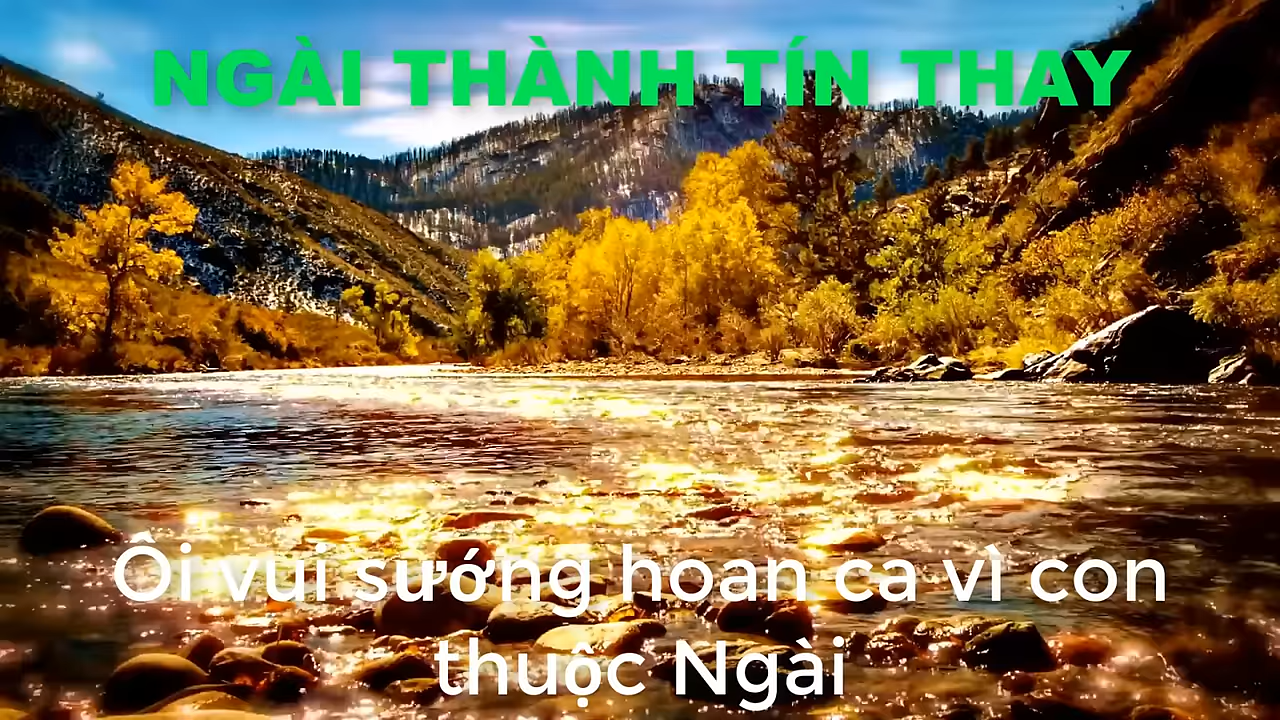 NGÀI THÀNH TÍN THAY
Ôi vui sướng hoan ca vì con
thuộc Ngài